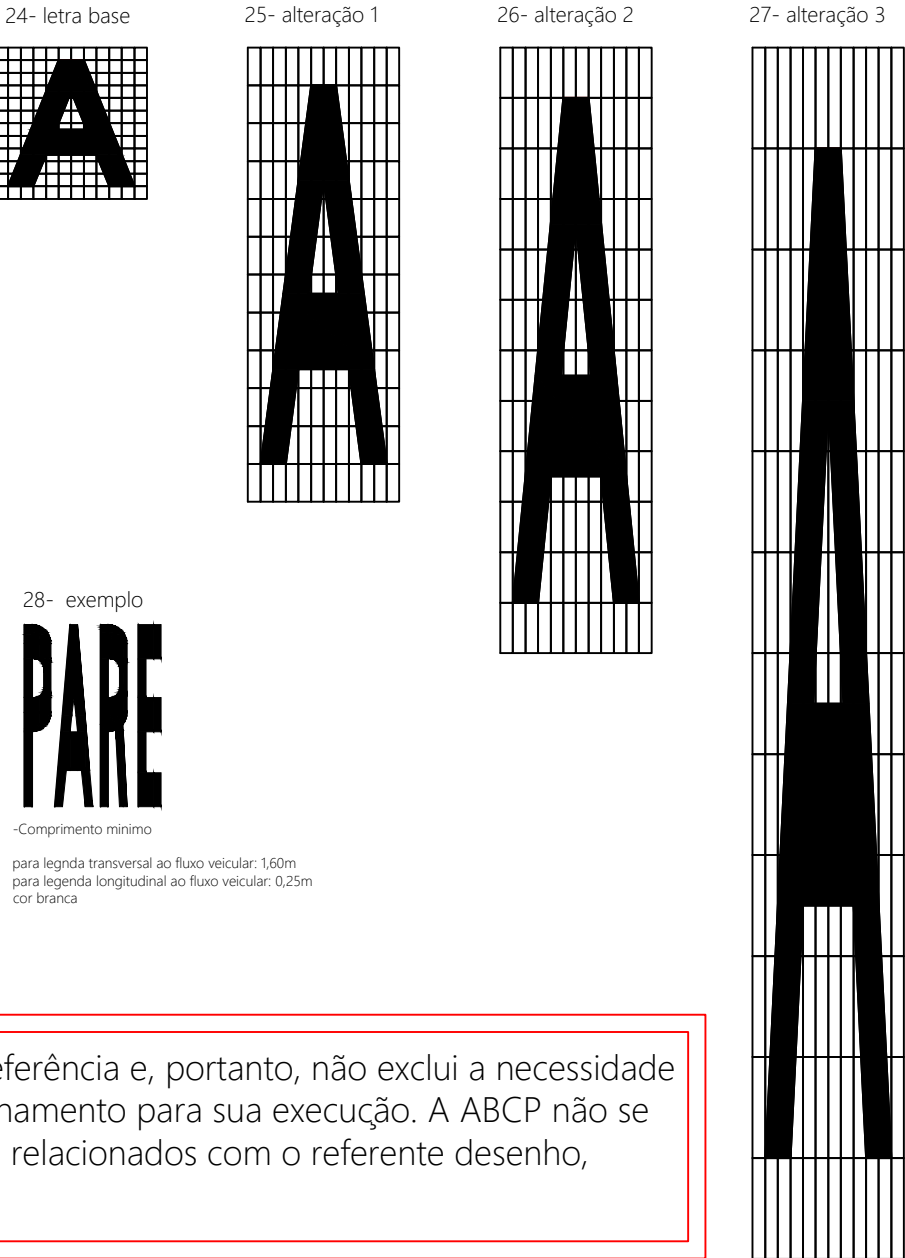 24- letra base
25- alteração 1
26- alteração 2
27- alteração 3
A
A
A
A
28- exemplo
PARE
-Comprimento minimo
para legnda transversal ao fluxo veicular: 1,60m
para legenda longitudinal ao fluxo veicular: 0,25m
cor branca
eferência e, portanto, não exclui a necessidade
namento para sua execução. A ABCP não se
relacionados com o referente desenho,